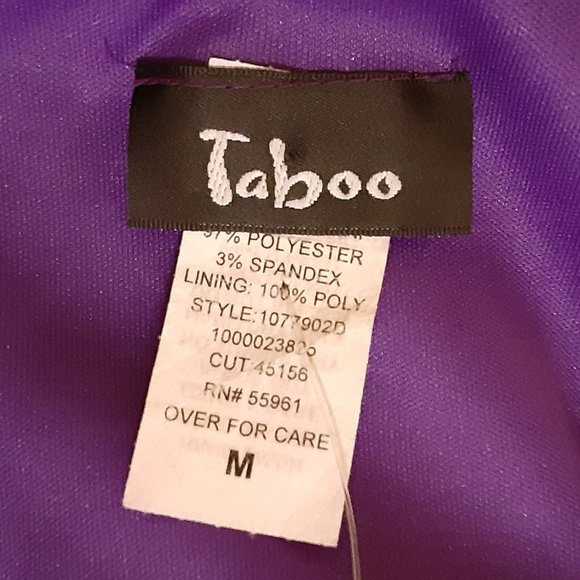 Taboo
97% POLYESTER
3% SPANDEX
LINING: 100% POLY
STYLE:1077902D
CUT:45156
RN# 55961
OVER FOR CARE
M